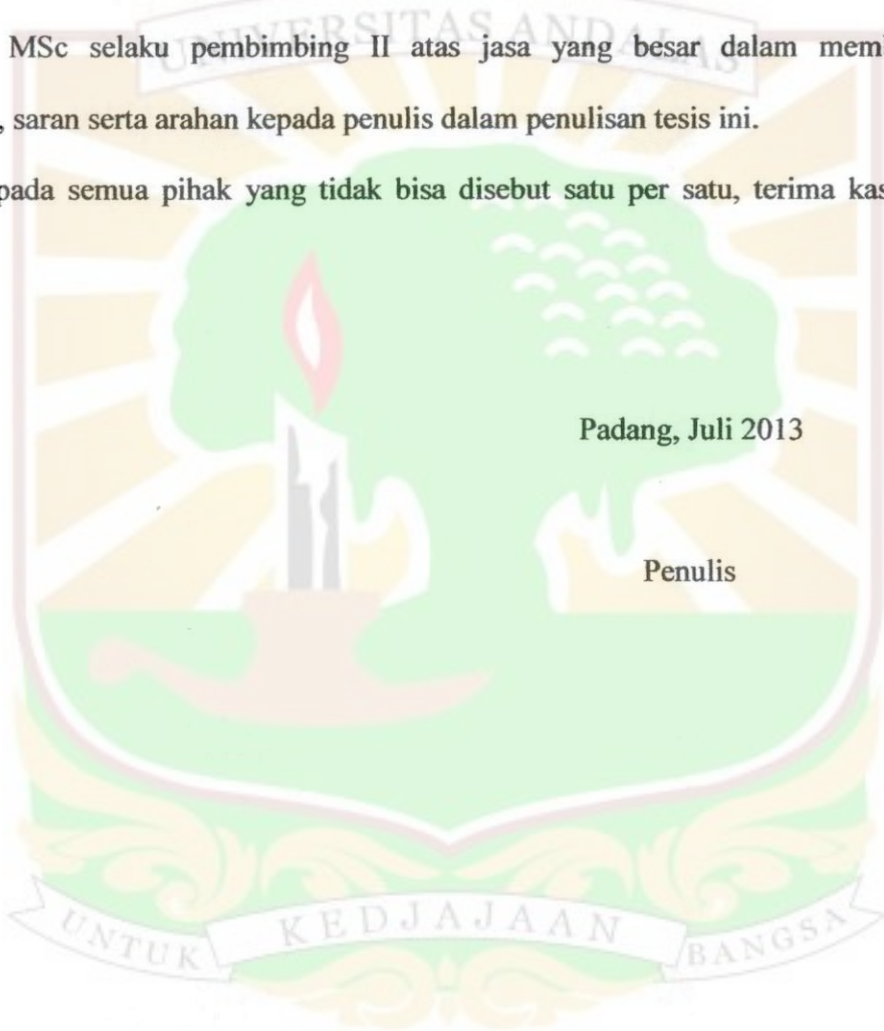 UNIVERSITAS ANDALAS
MSc selaku pembimbing II atas jasa yang besar dalam mem
, saran serta arahan kepada penulis dalam penulisan tesis ini.
pada semua pihak yang tidak bisa disebut satu per satu, terima kas
Padang, Juli 2013
Penulis
UNTUK KEDJAJAAN BANGSA